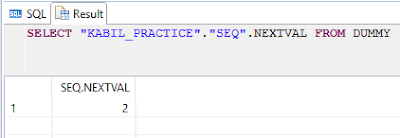 SQL Result
SELECT "KABIL_PRACTICE"."SEQ".NEXTVAL FROM DUMMY
SEQ.NEXTVAL
1 2